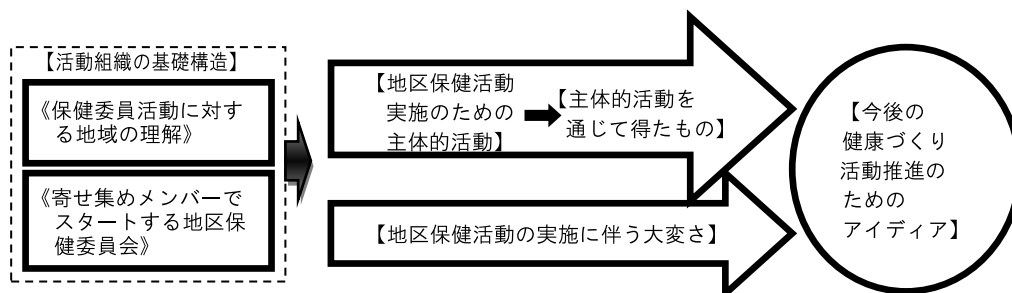 【活動組織の基礎構造】
《保健委員活動に対す
る地域の理解》
《寄せ集めメンバーで
スタートする地区保
健委員会》
【地区保健活動
実施のための
主体的活動】
【主体的活動を
通じて得たもの】
【地区保健活動の実施に伴う大変さ】
【今後の
健康づくり
活動推進の
ための
アイディア】